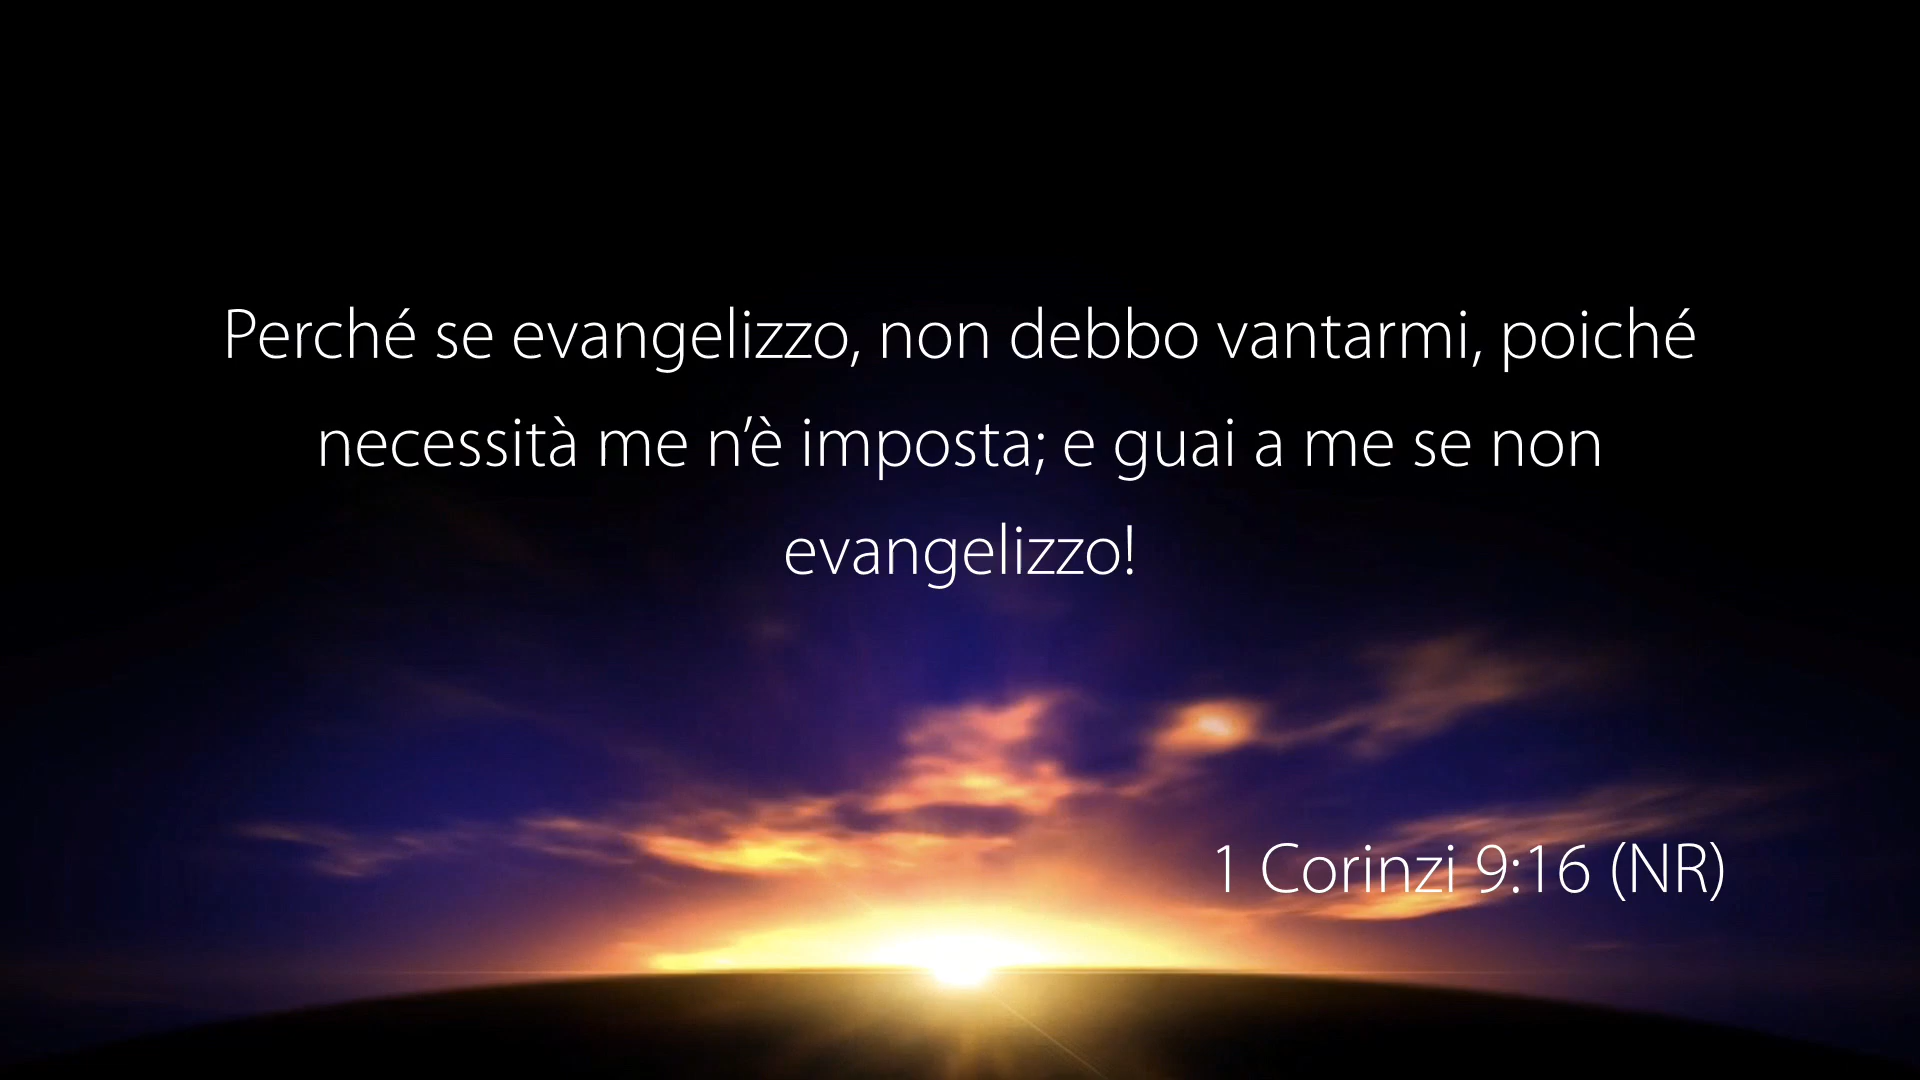 Perché se evangelizzo, non debbo vantarmi, poiché
necessità me n’è imposta; e guai a me se non
evangelizzo!
1 Corinzi 9:16 (NR)